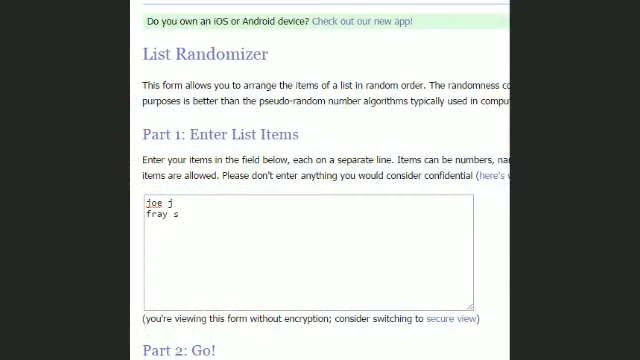 Do you own an iOS or Android device? Check out our new app!
List Randomizer
This form allows you to arrange the items of a list in random order. The randomness
purposes is better than the pseudo-random number algorithms typically used in
Part 1: Enter List Items
Enter your items in the field below, each on a separate line. Items can be numbers,
items are allowed. Please don't enter anything you would consider confidential (here's
joe j
fray s
(you're viewing this form without encryption; consider switching to secure view)
Part 2: Go!